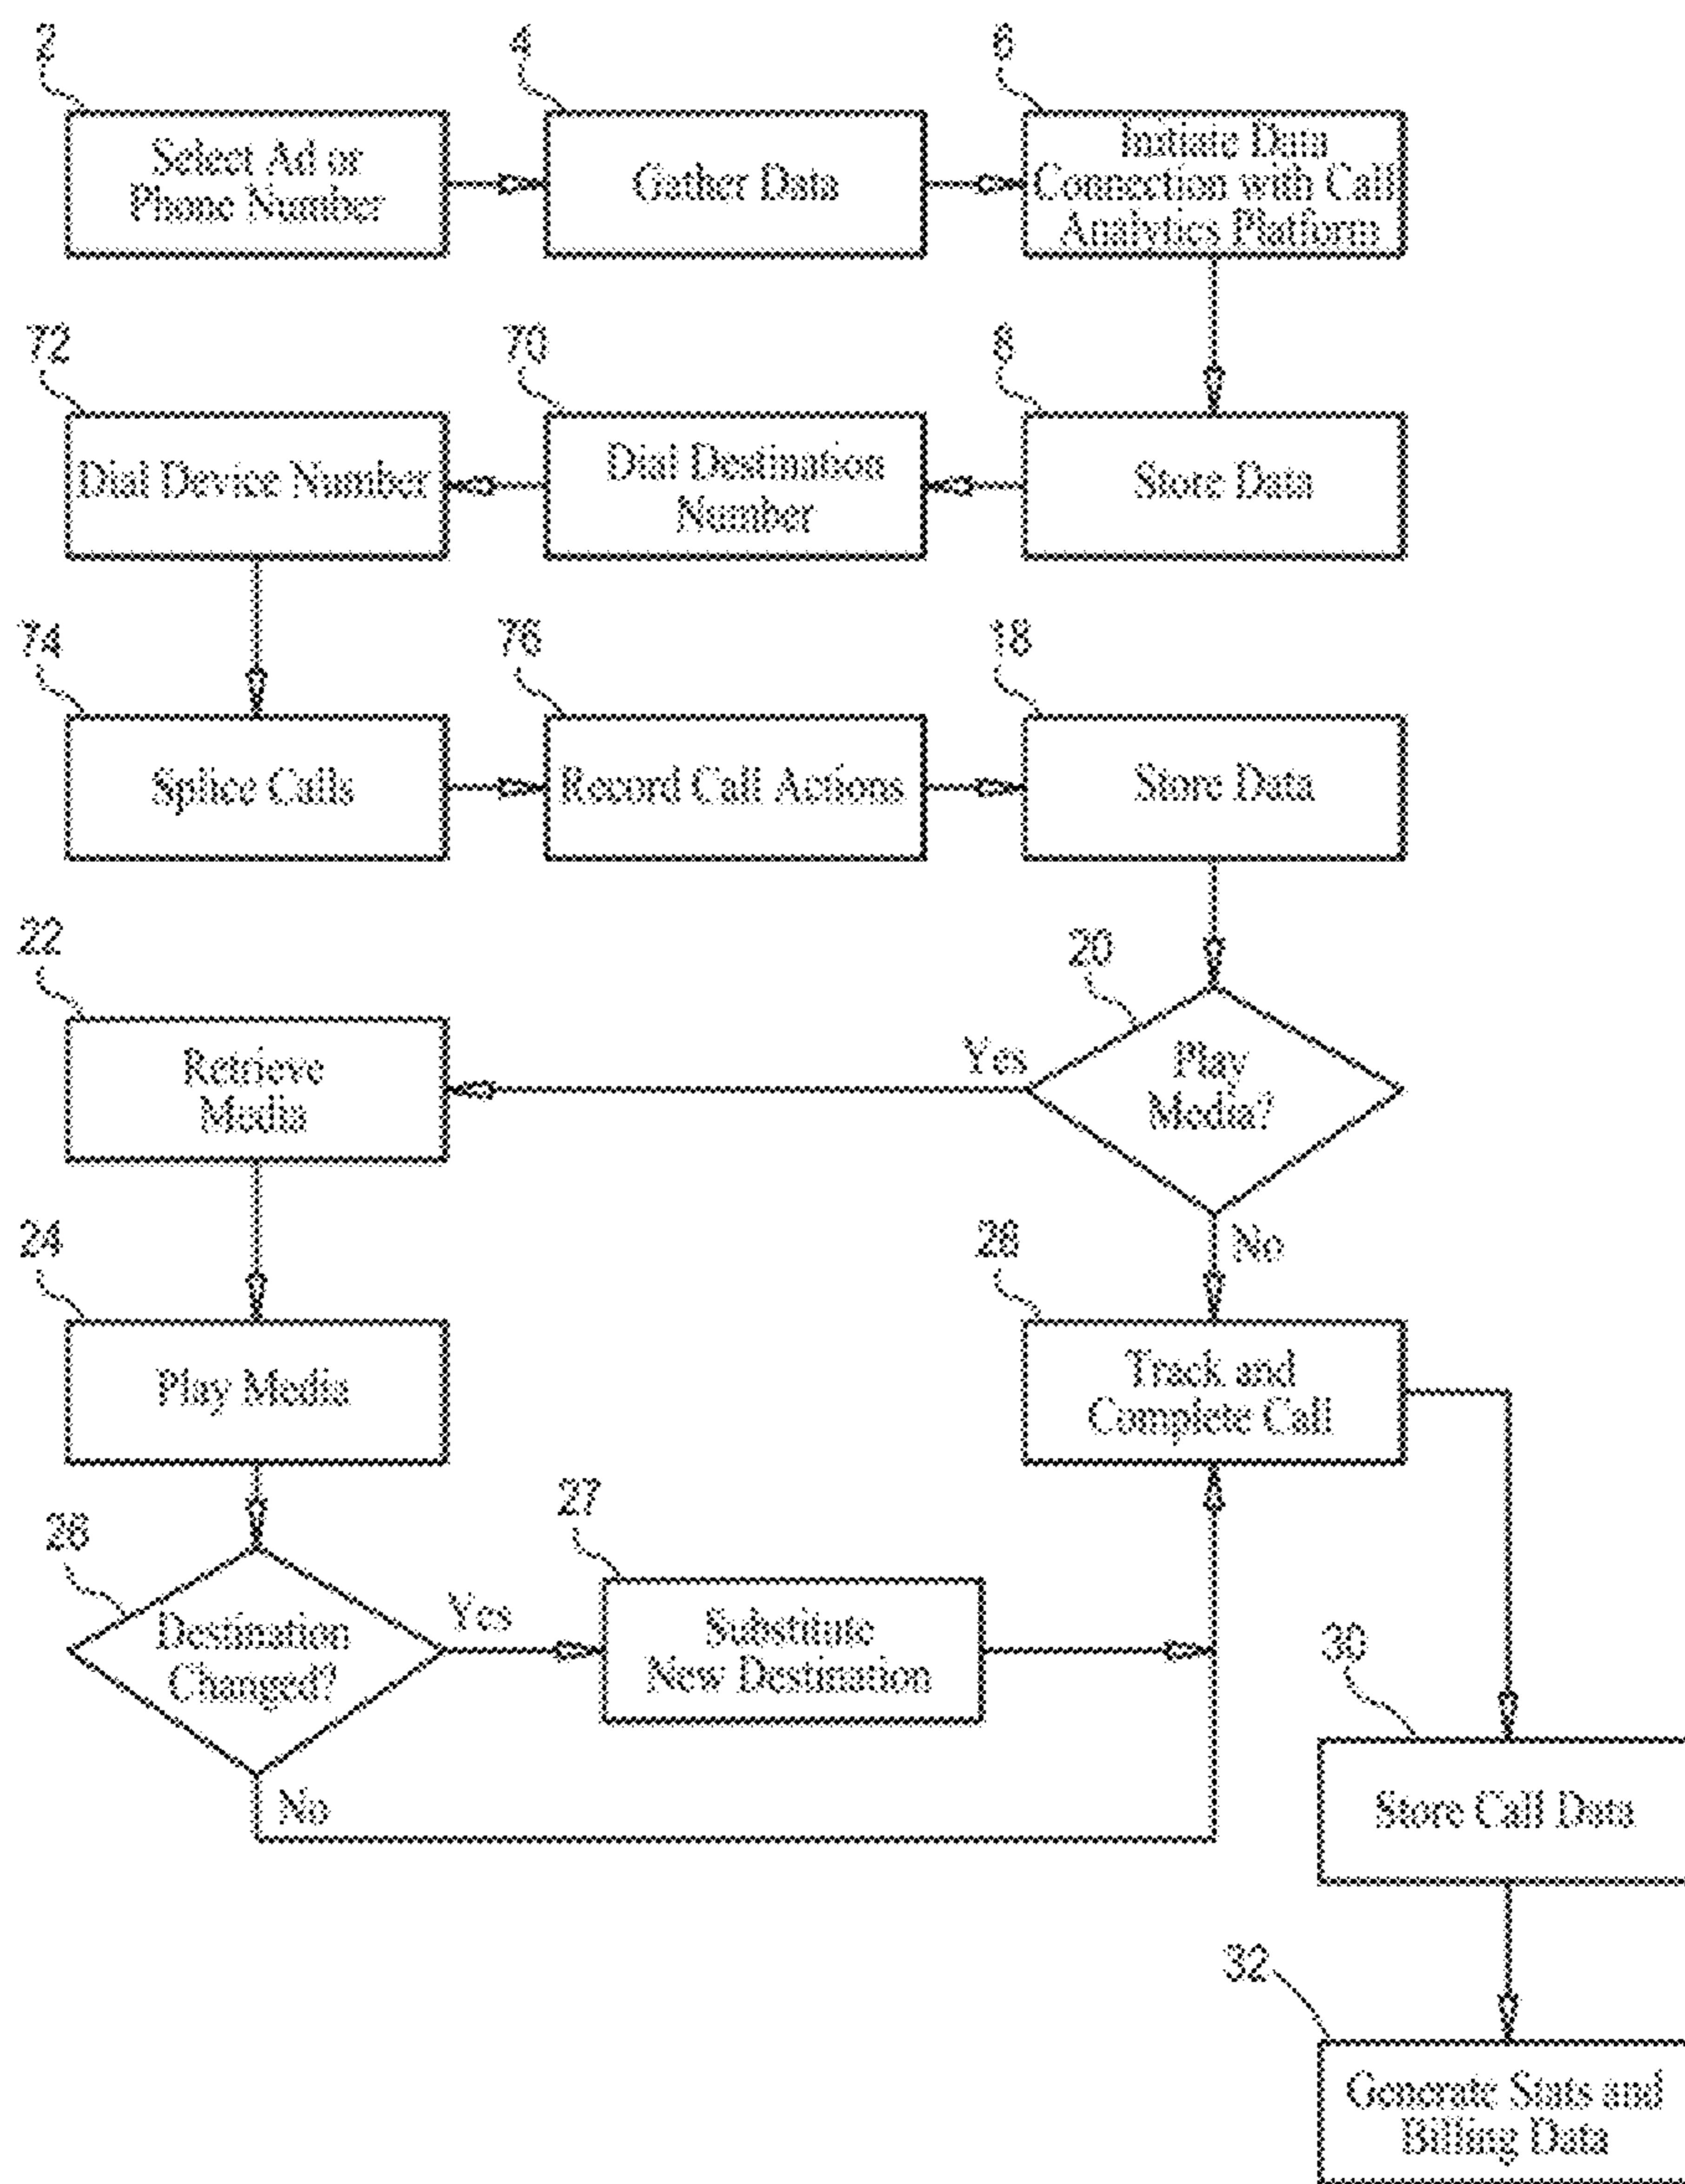 2
4
6
Select Ad or
Phone Number
Gather Data
Initiate Data
Connection with Call
Analytics Platform
72
70
8
Dial Device Number
Dial Destination
Number
Store Data
74
76
18
Splice Calls
Record Call Actions
Store Data
22
20
Retrieve
Media
Yes
Play
Media?
24
28
No
Play Media
Track and
Complete Call
26
27
Destination
Changed?
Yes
Substitute
New Destination
30
No
Store Call Data
32
Generate Stats and
Billing Data